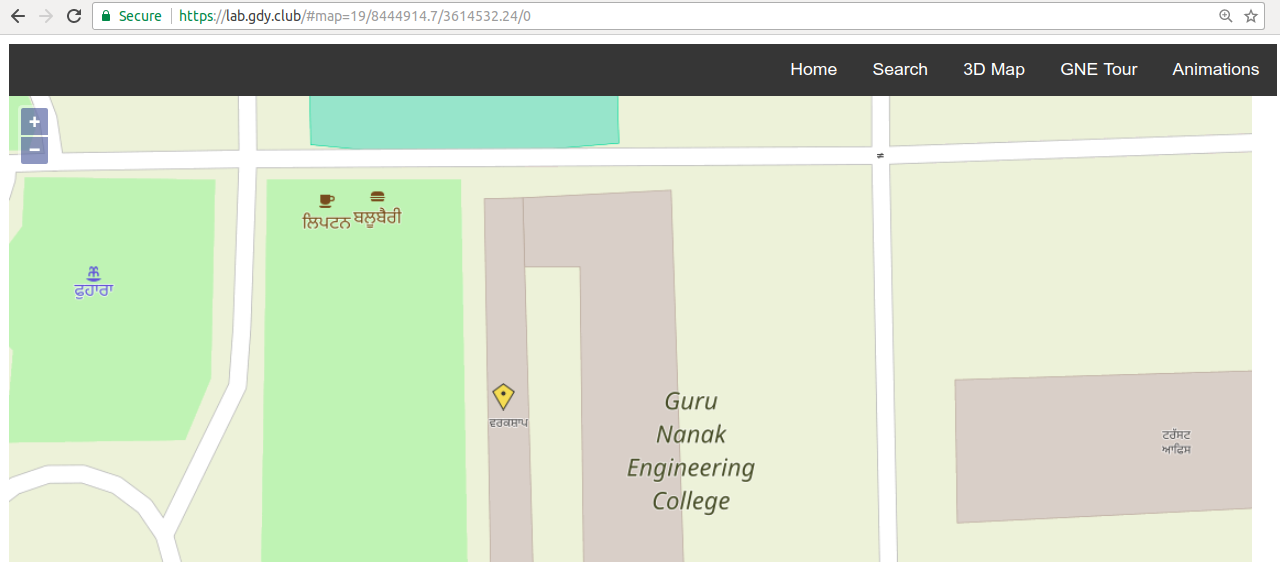 Secure https://lab.gdy.club/#map=19/8444914.7/3614532.24/0
Home Search 3D Map GNE Tour Animations
+
−
ਲਿਪਟਨ ਬਲੂਬੈਰੀ
ਫੁਹਾਰਾ
ਵਰਕਸ਼ਾਪ
Guru
Nanak
Engineering
College
ਟਰੱਸਟ
ਆਫਿਸ